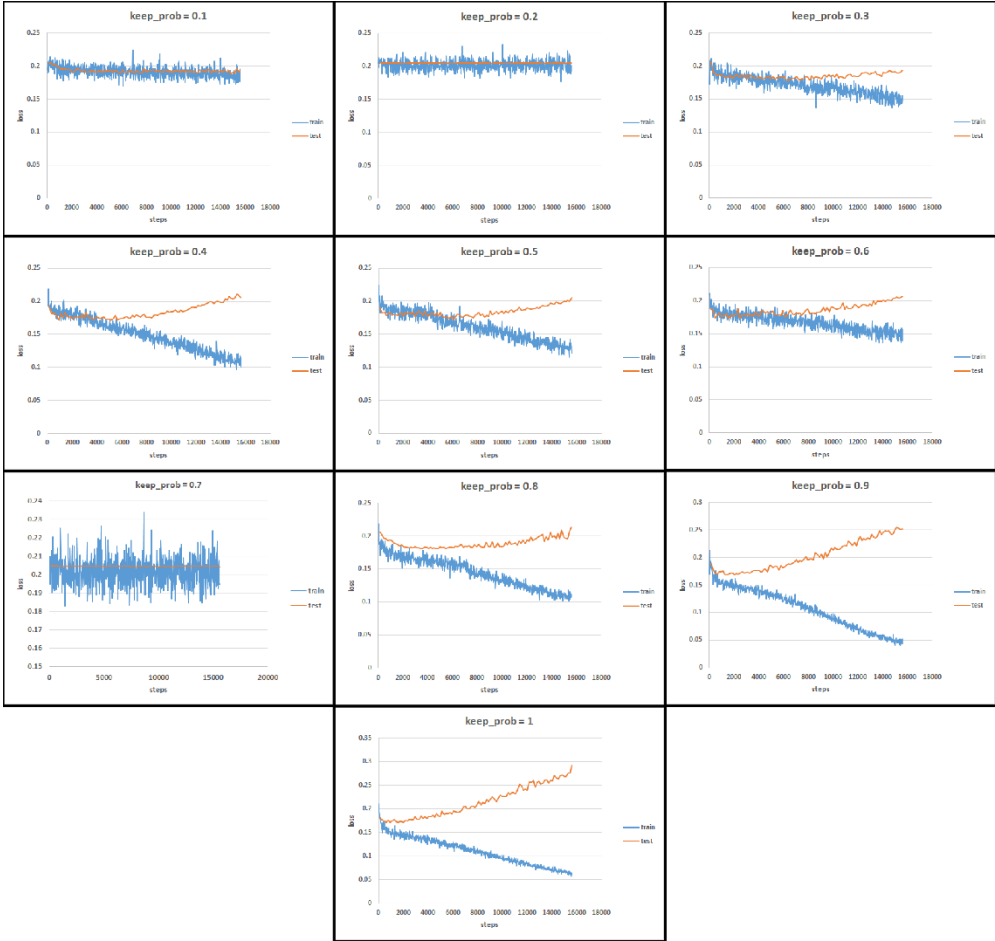 keep_prob = 0.1
0.25
0.2
0.15
0.1
0.05
0
loss
0 2000 4000 6000 8000 10000 12000 14000 16000 18000
steps
train
test
keep_prob = 0.2
0.25
0.2
0.15
0.1
0.05
0
loss
0 2000 4000 6000 8000 10000 12000 14000 16000 18000
steps
train
test
keep_prob = 0.3
0.25
0.2
0.15
0.1
0.05
0
loss
0 2000 4000 6000 8000 10000 12000 14000 16000 18000
steps
train
test
keep_prob = 0.4
0.25
0.2
0.15
0.1
0.05
0
loss
0 2000 4000 6000 8000 10000 12000 14000 16000 18000
steps
train
test
keep_prob = 0.5
0.25
0.2
0.15
0.1
0.05
0
loss
0 2000 4000 6000 8000 10000 12000 14000 16000 18000
steps
train
test
keep_prob = 0.6
0.25
0.2
0.15
0.1
0.05
0
loss
0 2000 4000 6000 8000 10000 12000 14000 16000 18000
steps
train
test
keep_prob = 0.7
0.24
0.23
0.22
0.21
0.2
0.19
0.18
0.17
0.16
0.15
loss
0 5000 10000 15000 20000
steps
train
test
keep_prob = 0.8
0.25
0.2
0.15
0.1
0.05
0
loss
0 2000 4000 6000 8000 10000 12000 14000 16000 18000
steps
train
test
keep_prob = 0.9
0.3
0.25
0.2
0.15
0.1
0.05
0
loss
0 2000 4000 6000 8000 10000 12000 14000 16000 18000
steps
train
test
keep_prob = 1
0.35
0.3
0.25
0.2
0.15
0.1
0.05
0
loss
0 2000 4000 6000 8000 10000 12000 14000 16000 18000
steps
train
test